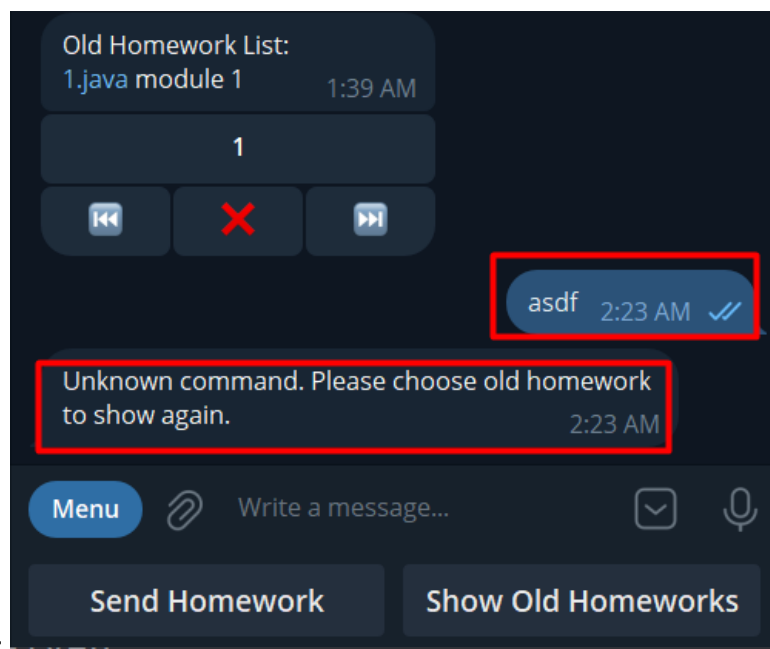 Old Homework List:
1.java module 1 1:39 AM
1
asdf 2:23 AM
Unknown command. Please choose old homework
to show again. 2:23 AM
Menu Write a message...
Send Homework Show Old Homeworks